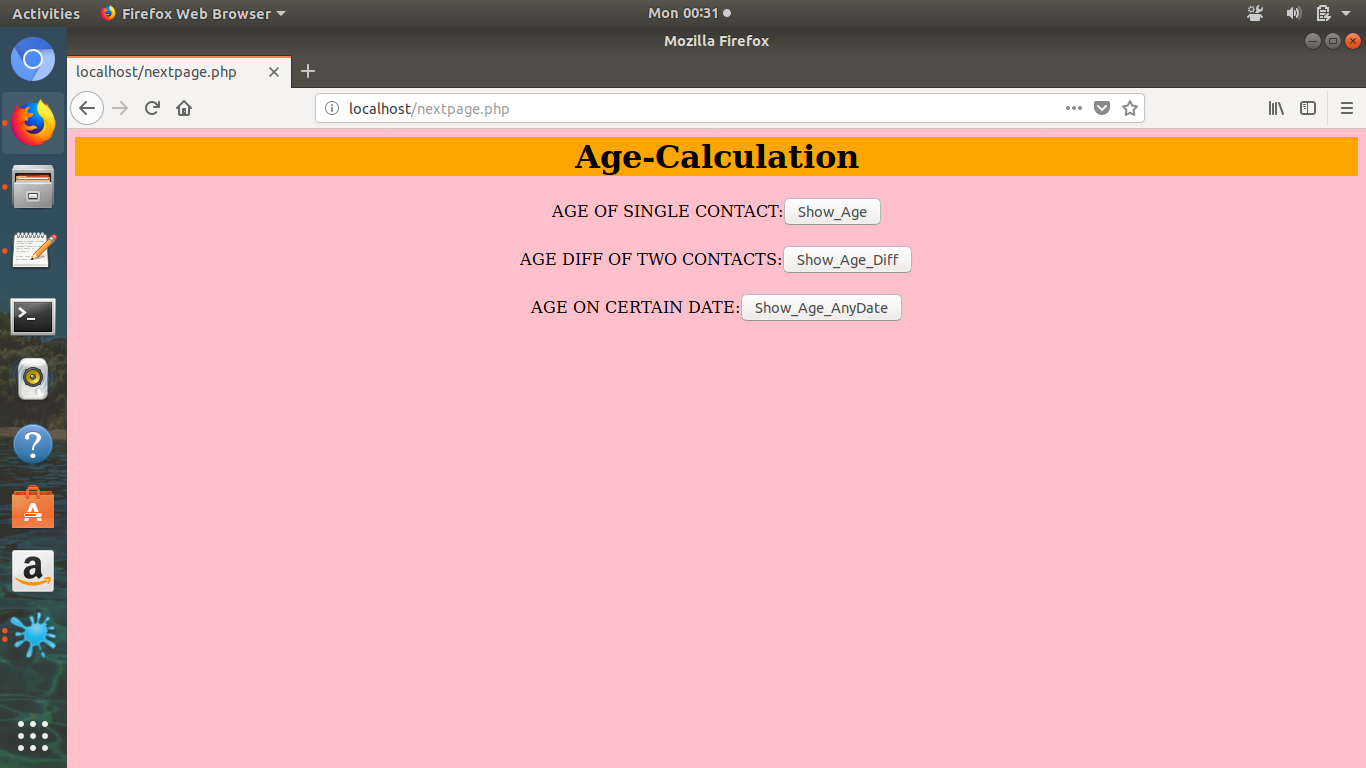 Activities Firefox Web Browser Mon 00:31
Mozilla Firefox
localhost/nextpage.php
localhost/nextpage.php
Age-Calculation
AGE OF SINGLE CONTACT: Show_Age
AGE DIFF OF TWO CONTACTS: Show_Age_Diff
AGE ON CERTAIN DATE: Show_Age_AnyDate